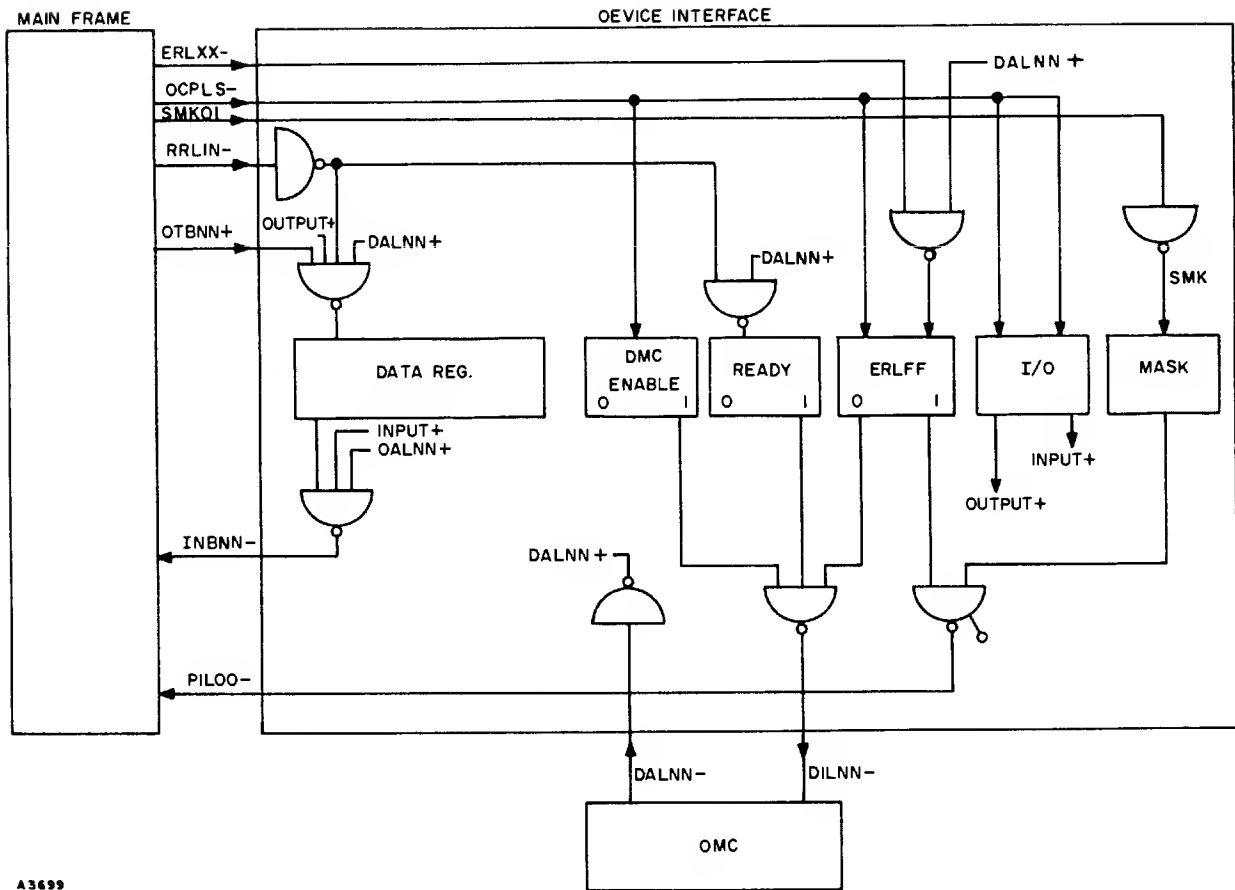 MAIN FRAME
OEVICE INTERFACE
ERLXX-
OCPLS-
SMKOI
RRLIN-
OTBNN+
OUTPUT+
DALNN+
DALNN+
DALNN +
SMK
DATA REG.
DMC
ENABLE
0 1
READY
0 1
ERLFF
0 1
I/O
MASK
INPUT+
OALNN+
INPUT+
OUTPUT+
INBNN-
DALNN+
PILOO-
DALNN-
DILNN-
OMC
A3699